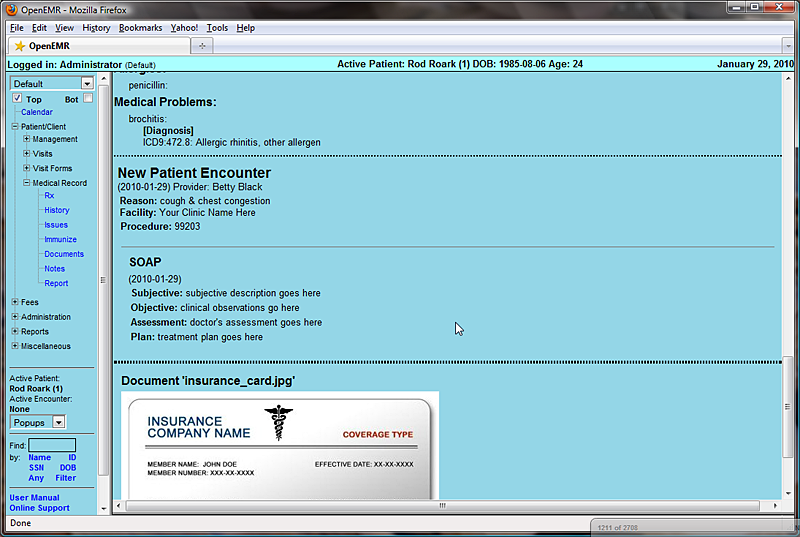 OpenEMR - Mozilla Firefox
File Edit View History Bookmarks Yahoo! Tools Help
OpenEMR
Logged in: Administrator (Default)
Active Patient: Rod Roark (1) DOB: 1985-08-06 Age: 24
January 29, 2010
Default
Top Bot
Calendar
Patient/Client
Management
Visits
Visit Forms
Medical Record
Rx
History
Issues
Immunize
Documents
Notes
Report
Fees
Administration
Reports
Miscellaneous
Active Patient:
Rod Roark (1)
Active Encounter:
None
Popups
Find:
by: Name ID
SSN DOB
Any Filter
User Manual
Online Support
penicillin:
Medical Problems:
brochitis:
[Diagnosis]
ICD9:472.8: Allergic rhinitis, other allergen
New Patient Encounter
(2010-01-29) Provider: Betty Black
Reason: cough & chest congestion
Facility: Your Clinic Name Here
Procedure: 99203
SOAP
(2010-01-29)
Subjective: subjective description goes here
Objective: clinical observations go here
Assessment: doctor's assessment goes here
Plan: treatment plan goes here
Document 'insurance_card.jpg'
INSURANCE
COMPANY NAME
COVERAGE TYPE
MEMBER NAME: JOHN DOE
EFFECTIVE DATE: XX-XX-XXXX
MEMBER NUMBER: XXX-XX-XXXX
Done
1211 of 2708